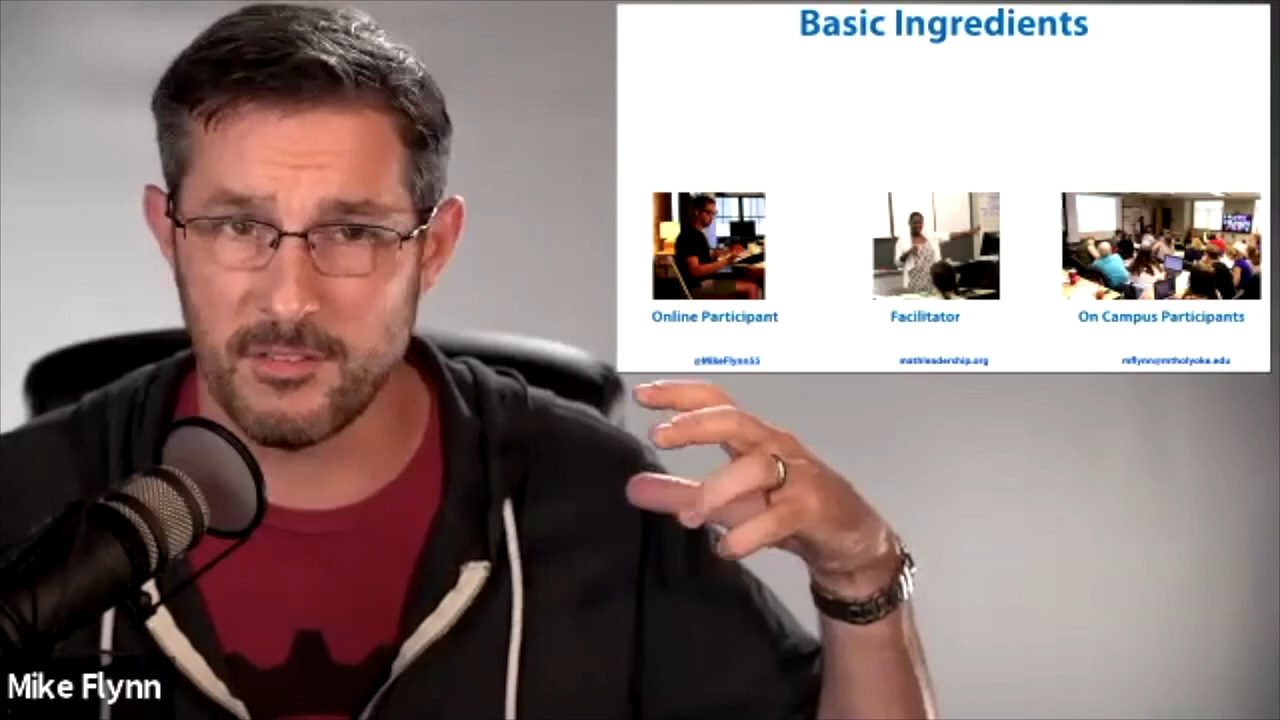 Basic Ingredients
Online Participant
Facilitator
On Campus Participants
@MikeFlynn55
mathleadership.org
mflynn@mtholyoke.edu
Mike Flynn